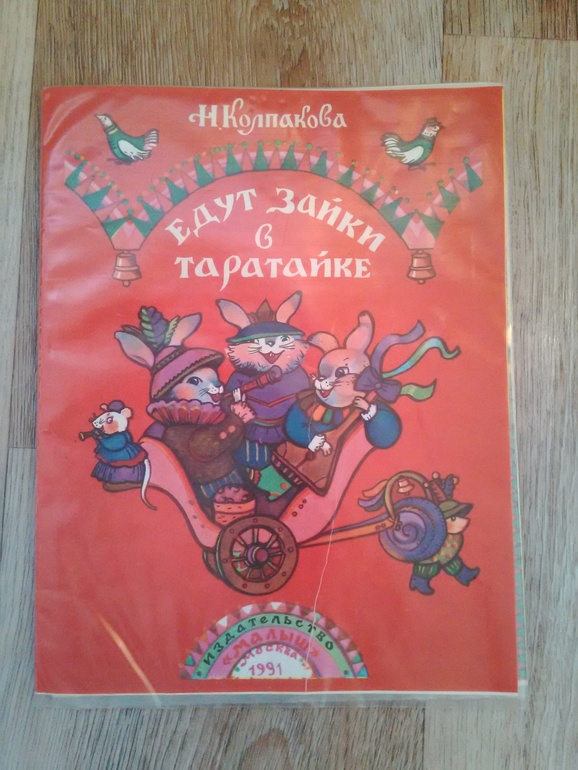 Н.Колпакова
Едут Зайки
в
таратайке
издательство
«малыш»
москва
1991